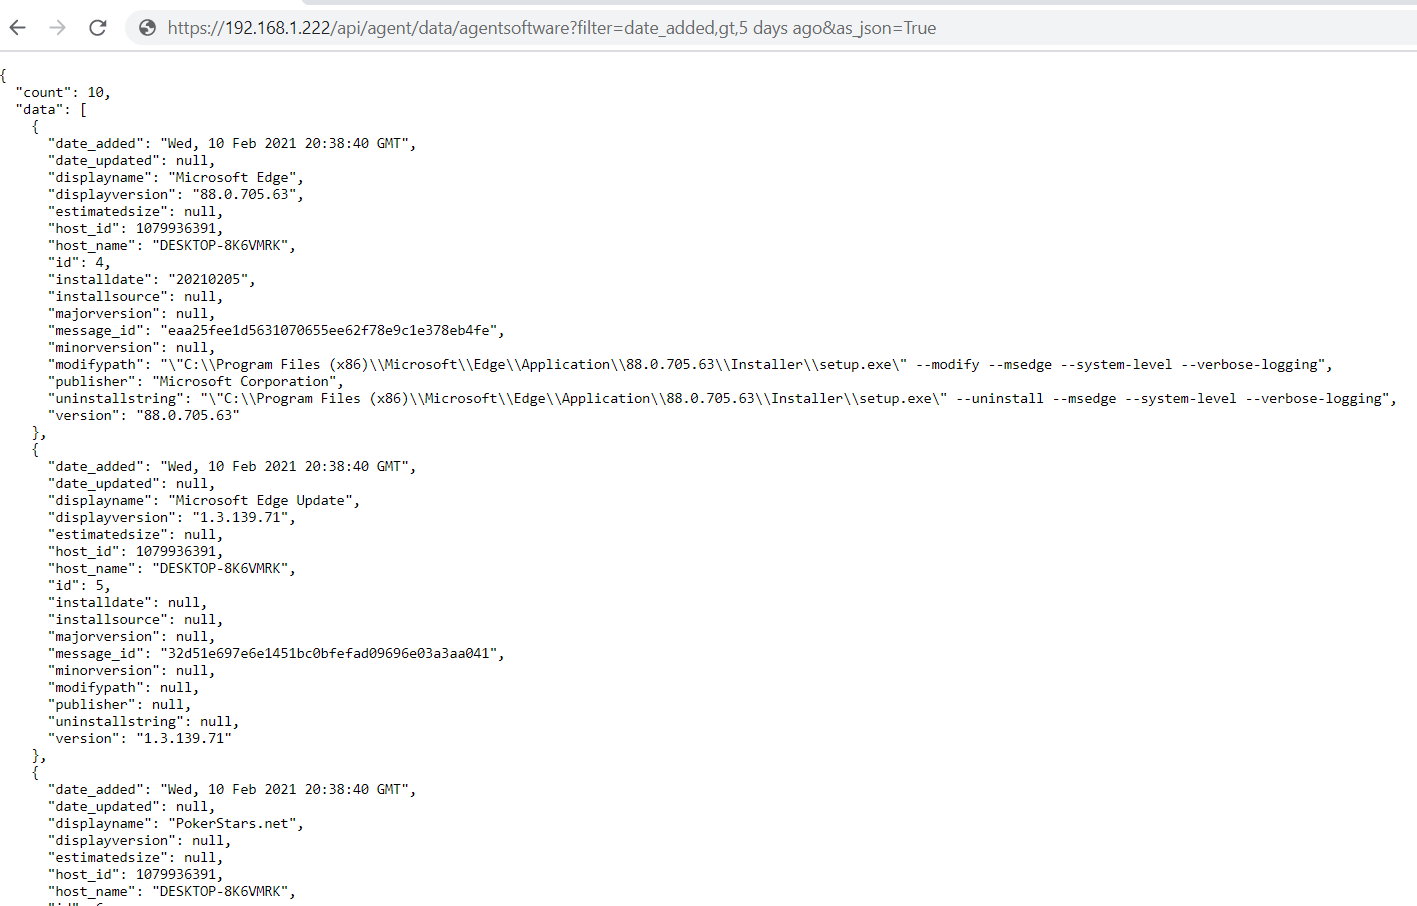 https://192.168.1.222/api/agent/data/agentsoftware?filter=date_added,gt,5 days ago&as_json=True
{
  "count": 10,
  "data": [
    {
      "date_added": "Wed, 10 Feb 2021 20:38:40 GMT",
      "date_updated": null,
      "displayname": "Microsoft Edge",
      "displayversion": "88.0.705.63",
      "estimatedsize": null,
      "host_id": 1079936391,
      "host_name": "DESKTOP-8K6VMRK",
      "id": 4,
      "installdate": "20210205",
      "installsource": null,
      "majorversion": null,
      "message_id": "eaa25fee1d5631070655ee62f78e9c1e378eb4fe",
      "minorversion": null,
      "modifypath": "\"C:\\Program Files (x86)\\Microsoft\\Edge\\Application\\88.0.705.63\\Installer\\setup.exe\" --modify --msedge --system-level --verbose-logging",
      "publisher": "Microsoft Corporation",
      "uninstallstring": "\"C:\\Program Files (x86)\\Microsoft\\Edge\\Application\\88.0.705.63\\Installer\\setup.exe\" --uninstall --msedge --system-level --verbose-logging",
      "version": "88.0.705.63"
    },
    {
      "date_added": "Wed, 10 Feb 2021 20:38:40 GMT",
      "date_updated": null,
      "displayname": "Microsoft Edge Update",
      "displayversion": "1.3.139.71",
      "estimatedsize": null,
      "host_id": 1079936391,
      "host_name": "DESKTOP-8K6VMRK",
      "id": 5,
      "installdate": null,
      "installsource": null,
      "majorversion": null,
      "message_id": "32d51e697e6e1451bc0bfefad09696e03a3aa041",
      "minorversion": null,
      "modifypath": null,
      "publisher": null,
      "uninstallstring": null,
      "version": "1.3.139.71"
    },
    {
      "date_added": "Wed, 10 Feb 2021 20:38:40 GMT",
      "date_updated": null,
      "displayname": "PokerStars.net",
      "displayversion": null,
      "estimatedsize": null,
      "host_id": 1079936391,
      "host_name": "DESKTOP-8K6VMRK",